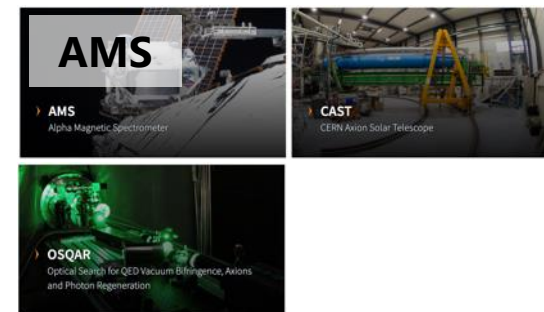 AMS
AMS
Alpha Magnetic Spectrometer
CAST
CERN Axion Solar Telescope
OSQAR
Optical Search for QED Vacuum Bifringence, Axions
and Photon Regeneration